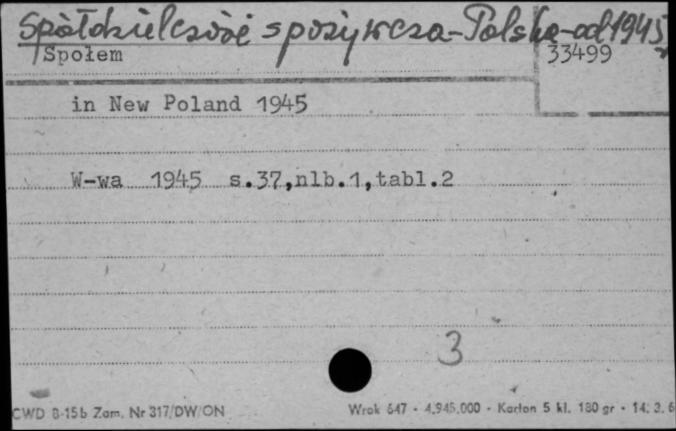 Spółdzielczość spożywcza-Polska-od 1945
Społem
33499
in New Poland 1945
W-wa 1945 s.37,nlb.1,tabl.2
3
CWD 8-15b Zam. Nr 317/DW/ON
Wrok 647 · 4.945.000 · Karton 5 kl. 180 gr · 14. 3. 6